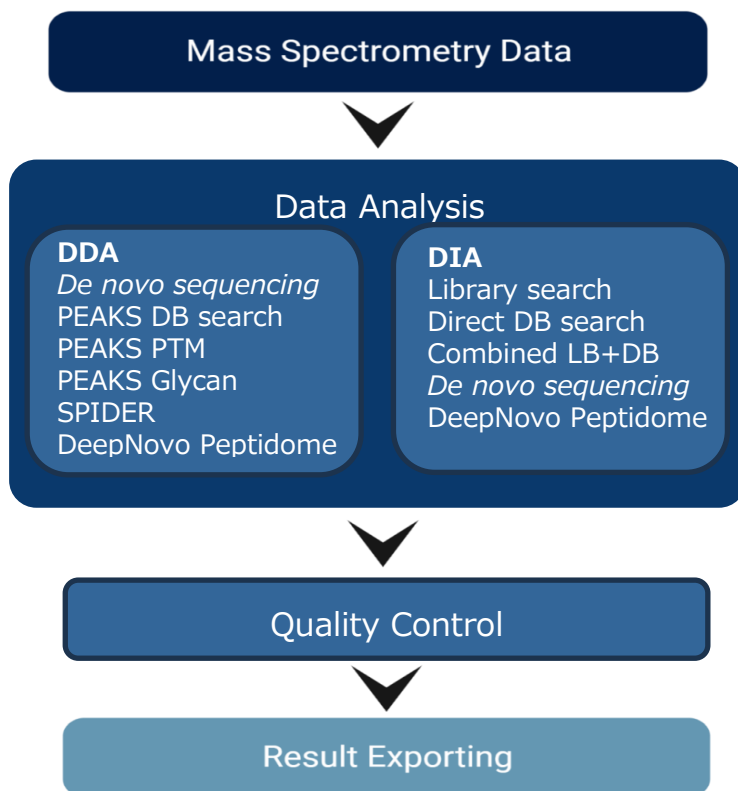 Mass Spectrometry Data
Data Analysis
DDA
De novo sequencing
PEAKS DB search
PEAKS PTM
PEAKS Glycan
SPIDER
DeepNovo Peptidome
DIA
Library search
Direct DB search
Combined LB+DB
De novo sequencing
DeepNovo Peptidome
Quality Control
Result Exporting